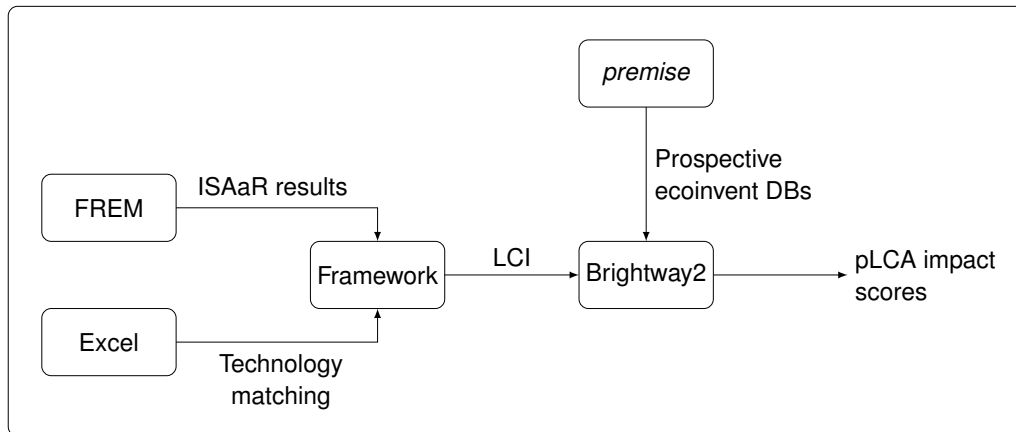 premise
Prospective
ecoinvent DBs
ISAaR results
FREM
Framework
LCI
Brightway2
pLCA impact
scores
Excel
Technology
matching